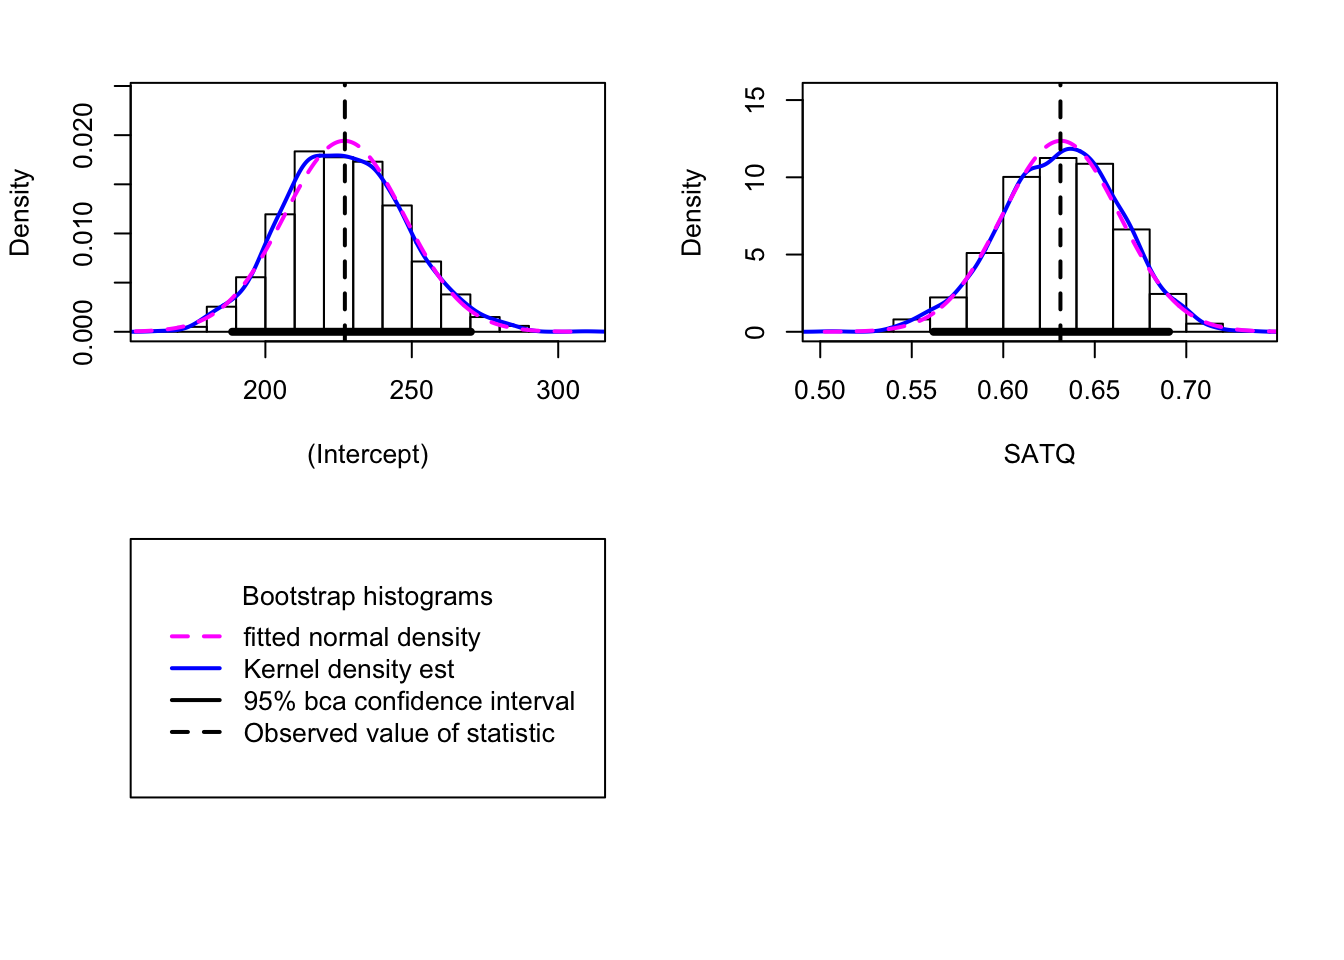 Density
0.000
0.010
0.020
200
250
300
(Intercept)
Density
0
5
10
15
0.50
0.55
0.60
0.65
0.70
SATQ
Bootstrap histograms
fitted normal density
Kernel density est
95% bca confidence interval
Observed value of statistic